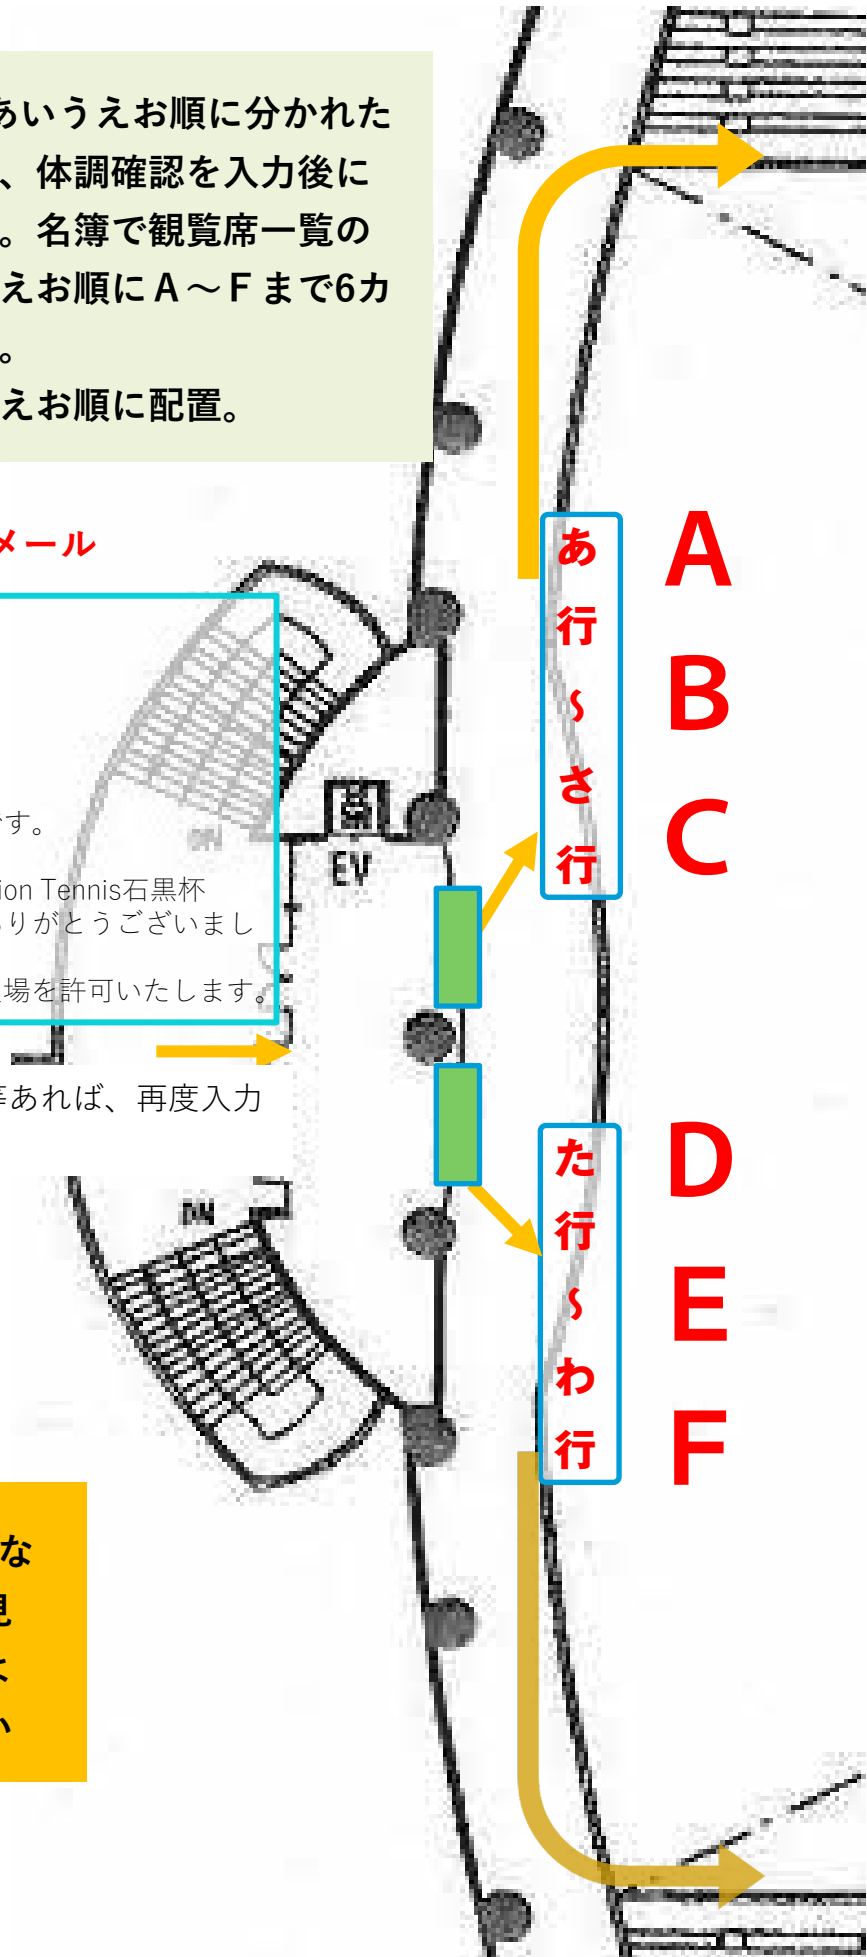 あいうえお順に分かれた
、体調確認を入力後に
。名簿で観覧席一覧の
えお順にＡ～Ｆまで6カ
。
えお順に配置。
メール
あ行～さ行
A
B
C
です。
EV
DN
ion Tennis石黒杯
りがとうございまし
場を許可いたします。
等あれば、再度入力
た行～わ行
D
E
F
DN
な
見
い